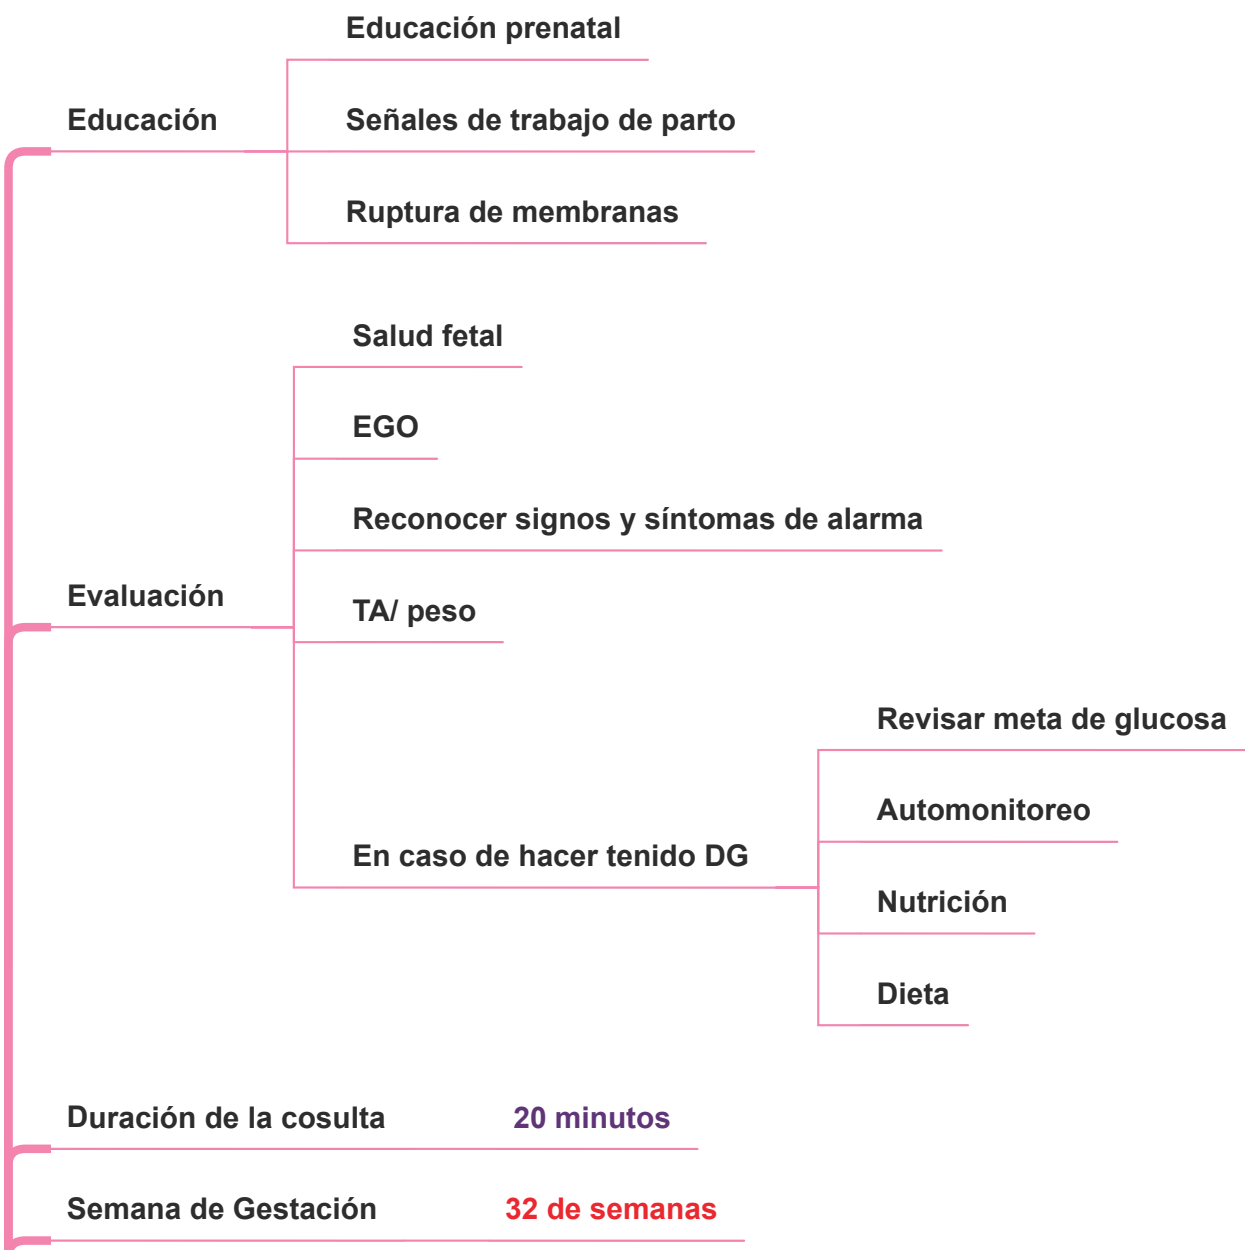 Educación prenatal
Educación
Señales de trabajo de parto
Ruptura de membranas
Salud fetal
EGO
Reconocer signos y síntomas de alarma
Evaluación
TA/ peso
Revisar meta de glucosa
Automonitoreo
En caso de hacer tenido DG
Nutrición
Dieta
Duración de la cosulta 20 minutos
Semana de Gestación 32 de semanas